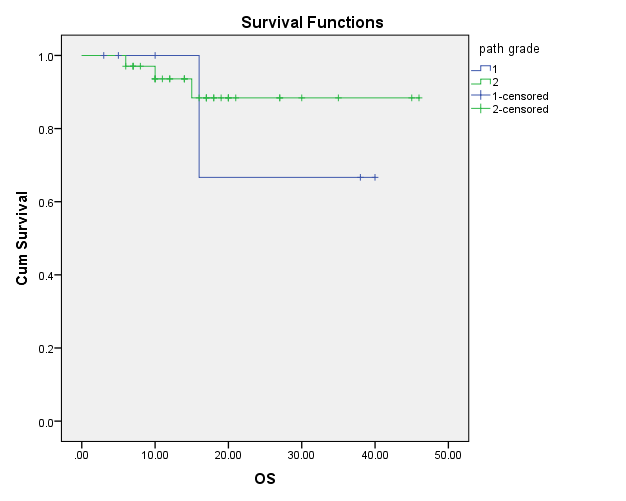 Survival Functions
path grade
1
2
1-censored
2-censored
Cum Survival
1.0
0.8
0.6
0.4
0.2
0.0
.00 10.00 20.00 30.00 40.00 50.00
OS